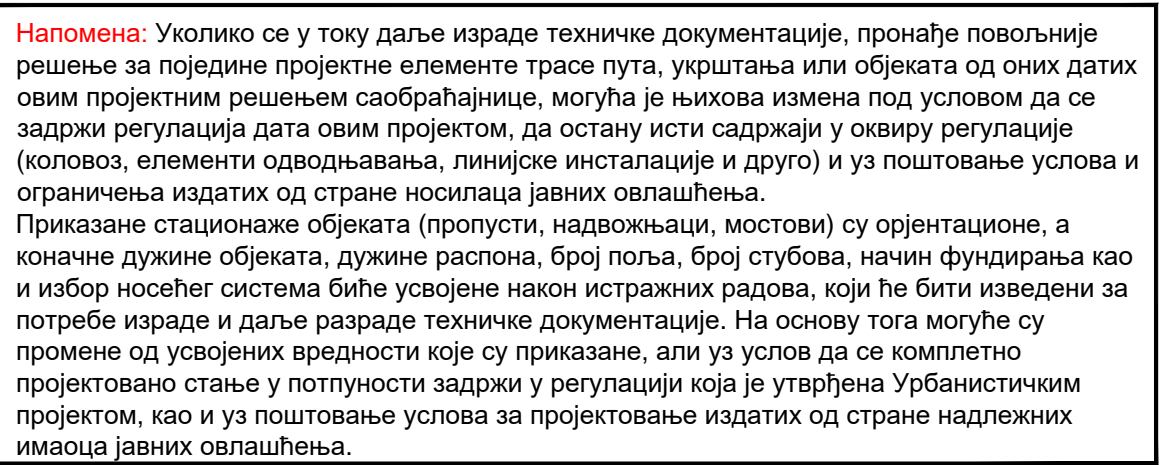 Напомена: Уколико се у току даље израде техничке документације, пронађе повољније
решење за поједине пројектне елементе трасе пута, укрштања или објеката од оних датих
овим пројектним решењем саобраћајнице, могућа је њихова измена под условом да се
задржи регулација дата овим пројектом, да остану исти садржаји у оквиру регулације
(коловоз, елементи одводњавања, линијске инсталације и друго) и уз поштовање услова и
ограничења издатих од стране носилаца јавних овлашћења.
Приказане стационаже објеката (пропусти, надвожњаци, мостови) су орјентационе, а
коначне дужине објеката, дужине распона, број поља, број стубова, начин фундирања као
и избор носећег система биће усвојене након истражних радова, који ће бити изведени за
потребе израде и даље разраде техничке документације. На основу тога могуће су
промене од усвојених вредности које су приказане, али уз услов да се комплетно
пројектовано стање у потпуности задржи у регулацији која је утврђена Урбанистичким
пројектом, као и уз поштовање услова за пројектовање издатих од стране надлежних
имаоца јавних овлашћења.